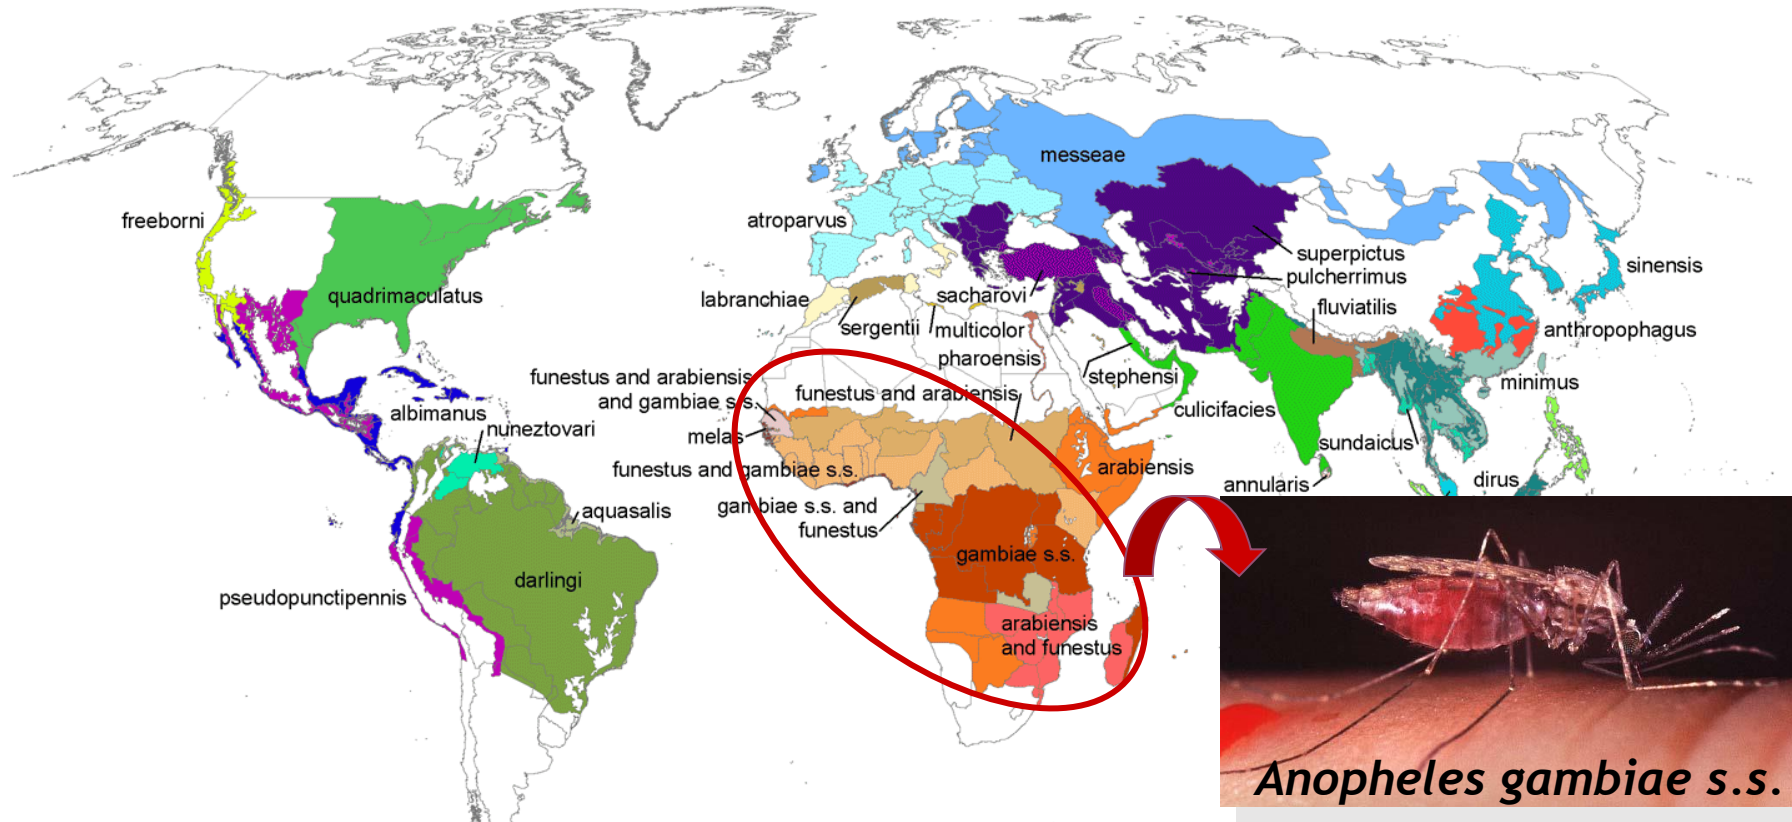 messeae
freeborni
atroparvus
superpictus
pulcherrimus
sinensis
quadrimaculatus
labranchiae
sacharovi
fluviatilis
sergentii
multicolor
anthropophagus
pharoensis
stephensi
minimus
funestus and arabiensis
and gambiae s.s.
funestus and arabiensis
culicifacies
albimanus
nuneztovari
melas
sundaicus
funestus and gambiae s.s.
arabiensis
annularis
dirus
aquasalis
gambiae s.s. and
funestus
gambiae s.s.
darlingi
pseudopunctipennis
arabiensis
and funestus
Anopheles gambiae s.s.